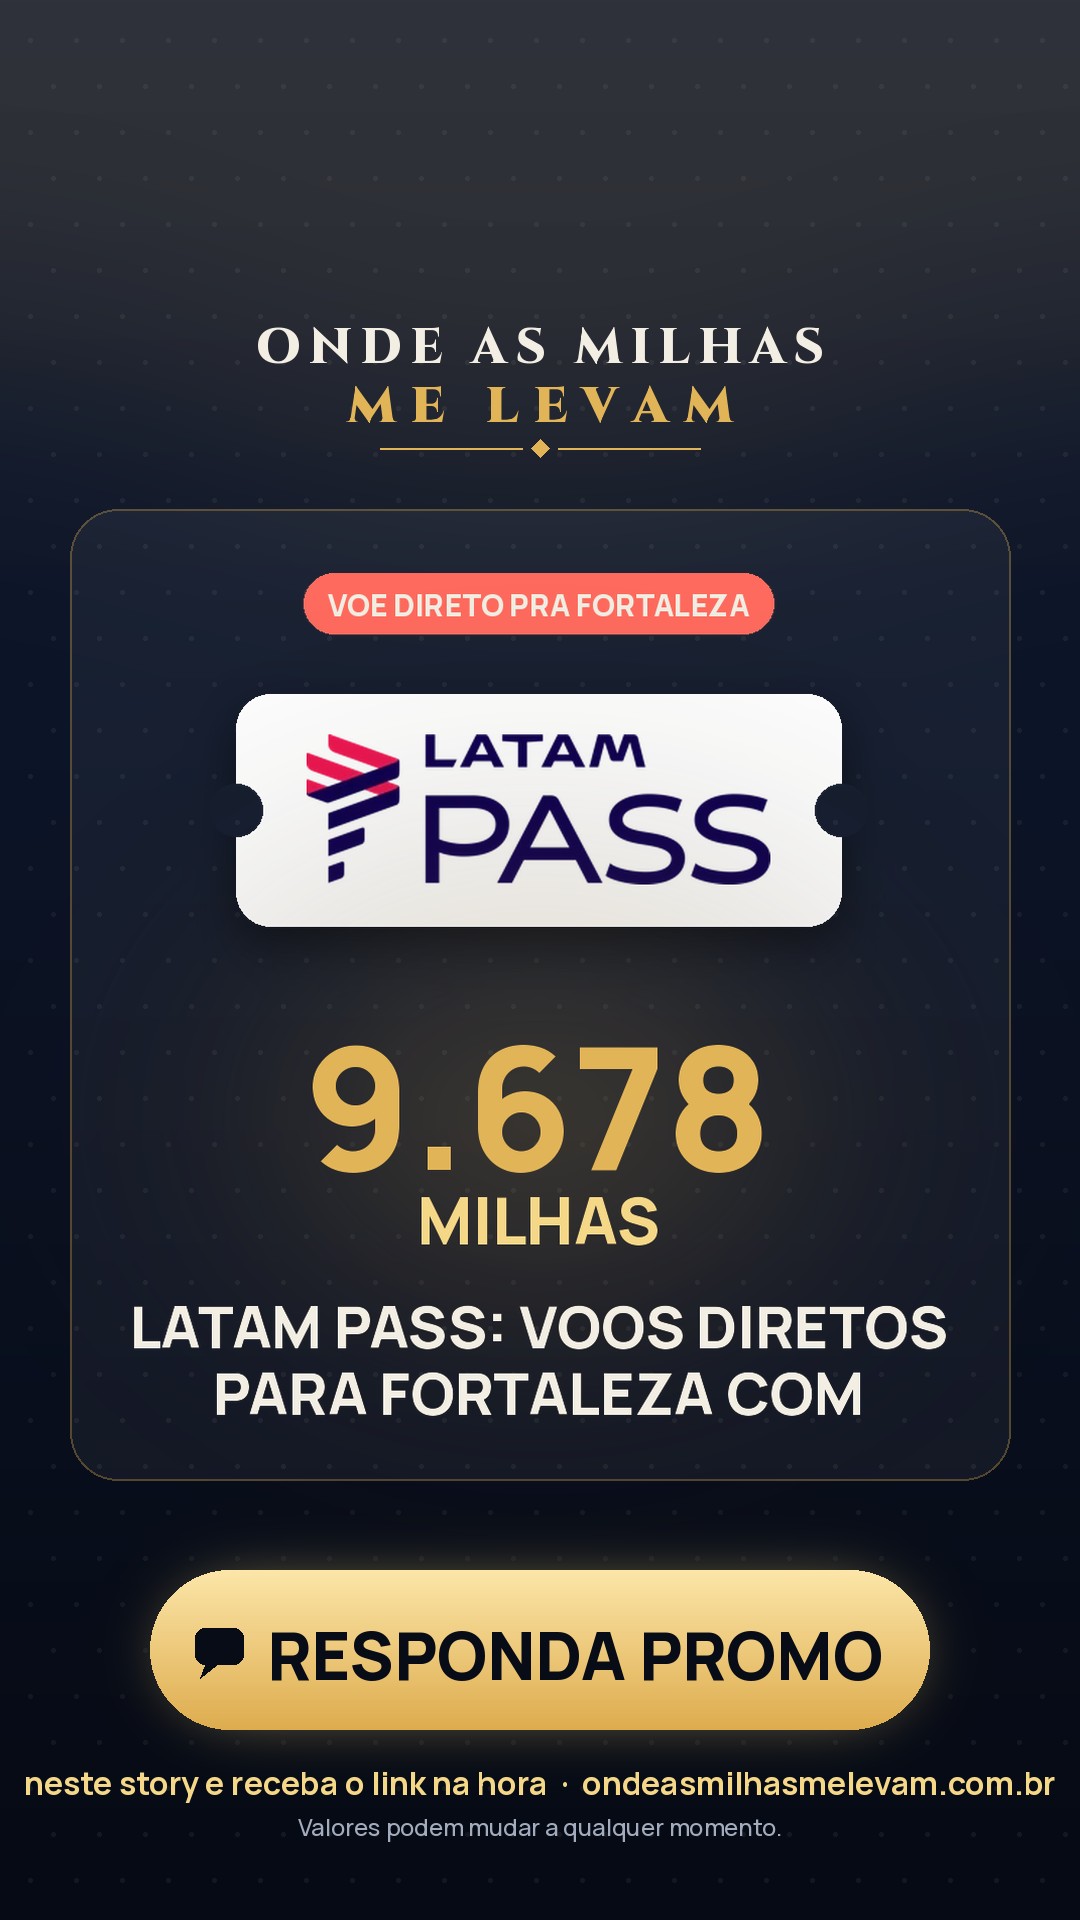 ONDE AS MILHAS
ME LEVAM
VOE DIRETO PRA FORTALEZA
LATAM
PASS
9.678
MILHAS
LATAM PASS: VOOS DIRETOS
PARA FORTALEZA COM
RESPONDA PROMO
neste story e receba o link na hora · ondeasmilhasmelevam.com.br
Valores podem mudar a qualquer momento.